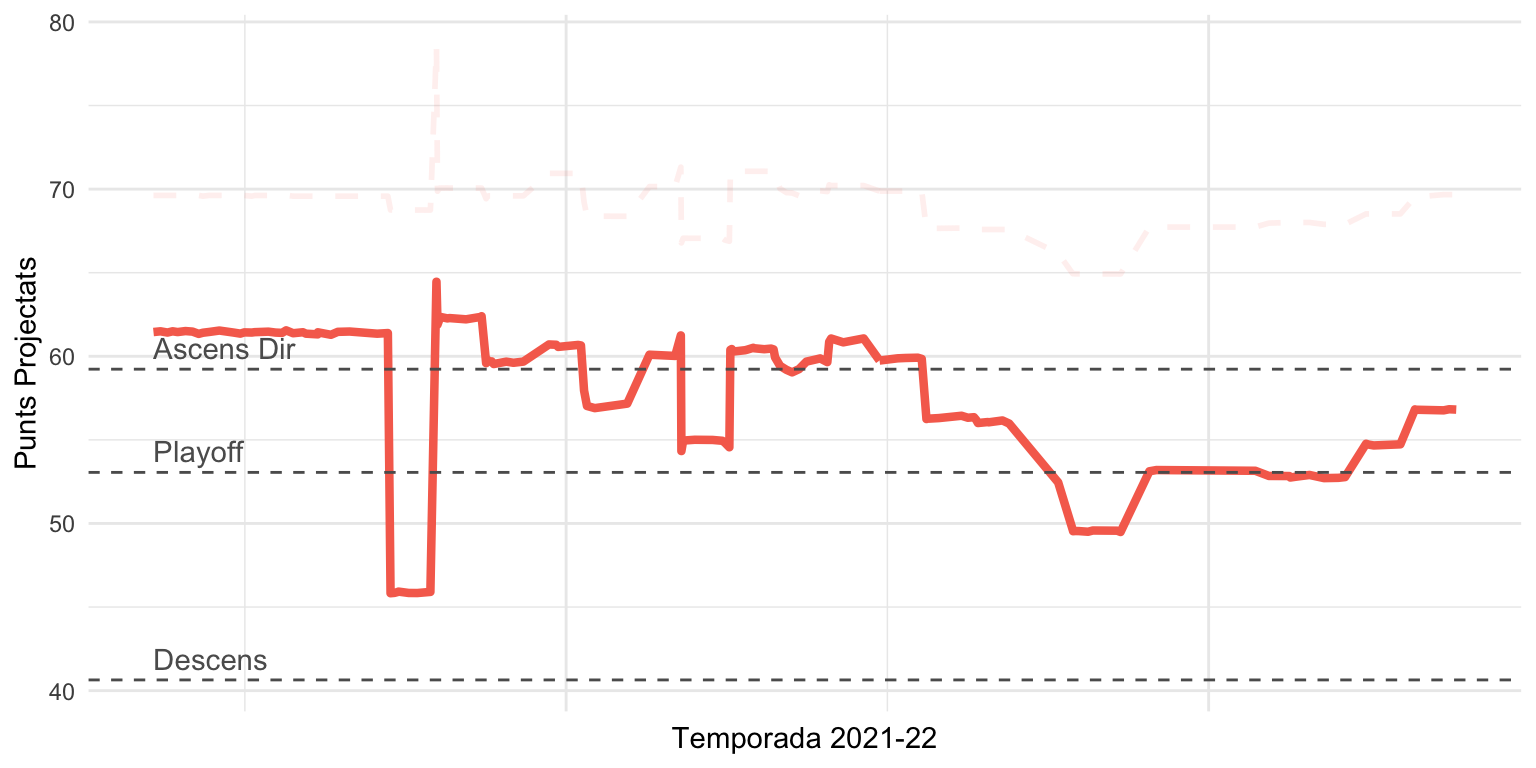 80
70
60
50
40
Punts Projectats
Ascens Dir
Playoff
Descens
Temporada 2021-22